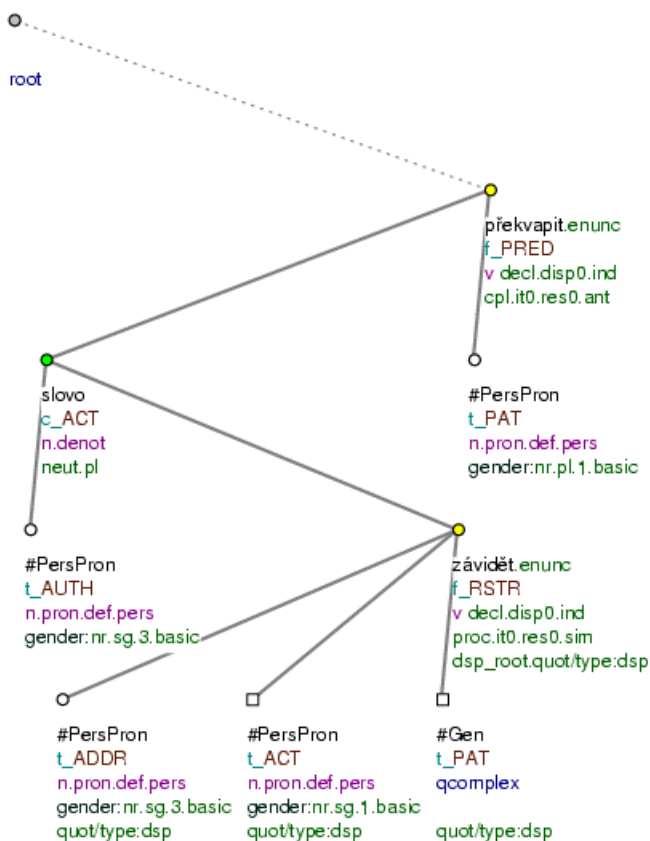 root
překvapit.enunc
f_PRED
v decl.disp0.ind
cpl.it0.res0.ant
slovo
c_ACT
n.denot
neut.pl
#PersPron
t_PAT
n.pron.def.pers
gender:nr.pl.1.basic
#PersPron
t_AUTH
n.pron.def.pers
gender:nr.sg.3.basic
závidět.enunc
f_RSTR
v decl.disp0.ind
proc.it0.res0.sim
dsp_root.quot/type:dsp
#PersPron
t_ADDR
n.pron.def.pers
gender:nr.sg.3.basic
quot/type:dsp
#PersPron
t_ACT
n.pron.def.pers
gender:nr.sg.1.basic
quot/type:dsp
#Gen
t_PAT
qcomplex
quot/type:dsp